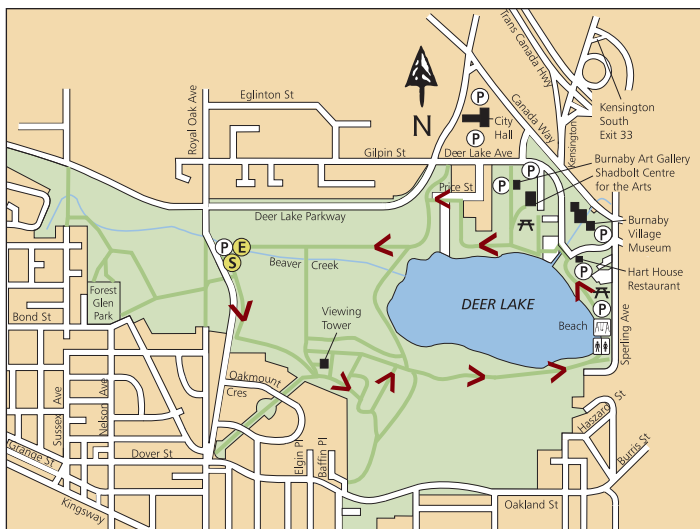 Trans Canada Hwy
Canada Way
Kensington
South
Exit 33
Kensington
Royal Oak Ave
Eglinton St
N
P
City
Hall
P
Gilpin St
Deer Lake Ave
Burnaby Art Gallery
Shadbolt Centre
for the Arts
P
P
Price St
Deer Lake Parkway
Burnaby
Village
Museum
P
P
E
S
Beaver Creek
Hart House
Restaurant
P
Forest
Glen
Park
DEER LAKE
P
Beach
Sperling Ave
Bond St
Viewing
Tower
Oakmount
Cres
Sussex Ave
Nelson Ave
Haszard St
Burris St
Grange St
Dover St
Elgin Pl
Baffin Pl
Kingsway
Oakland St